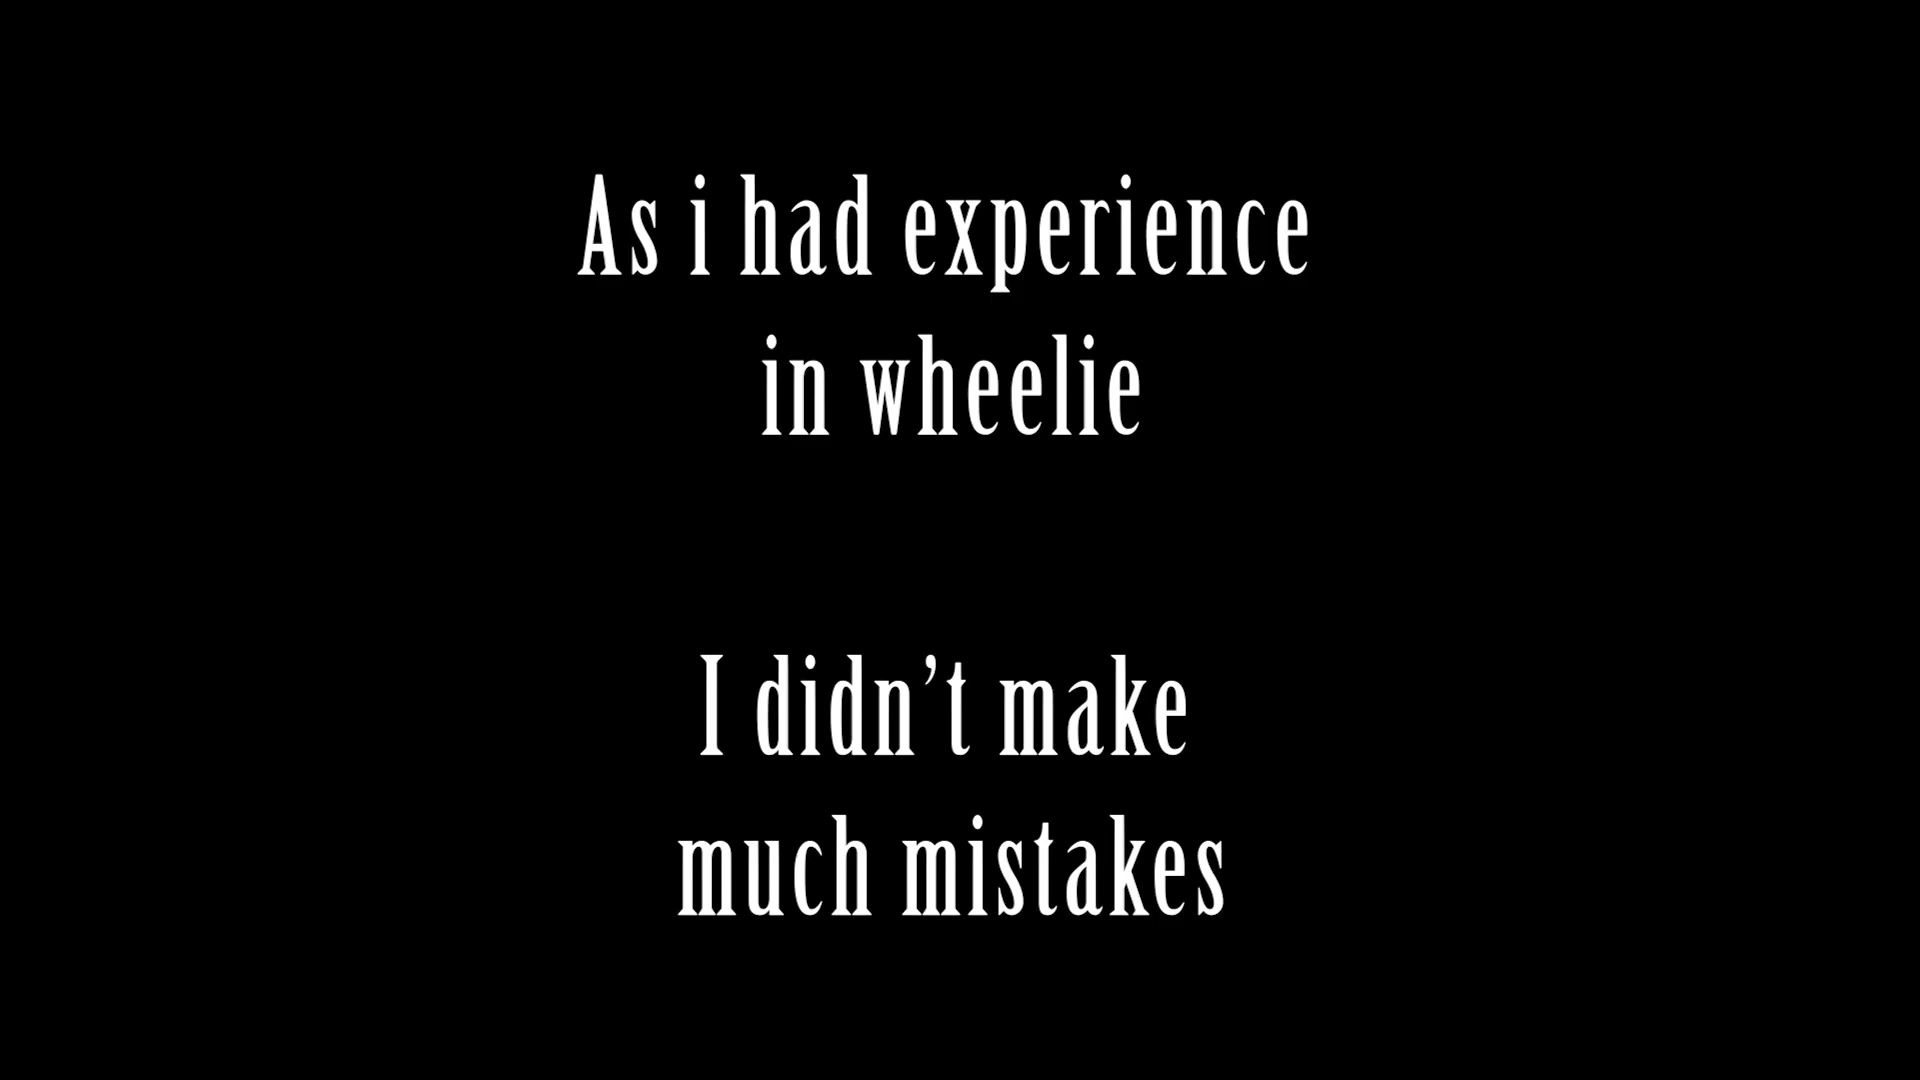 As i had experience
in wheelie
I didn’t make
much mistakes